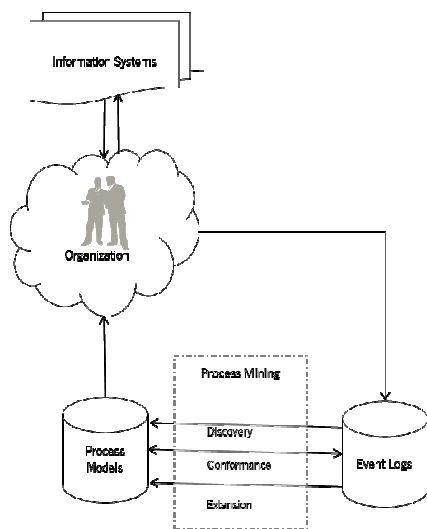 Information Systems
Organization
Process Mining
Discovery
Process
Models
Conformance
Event Logs
Extension